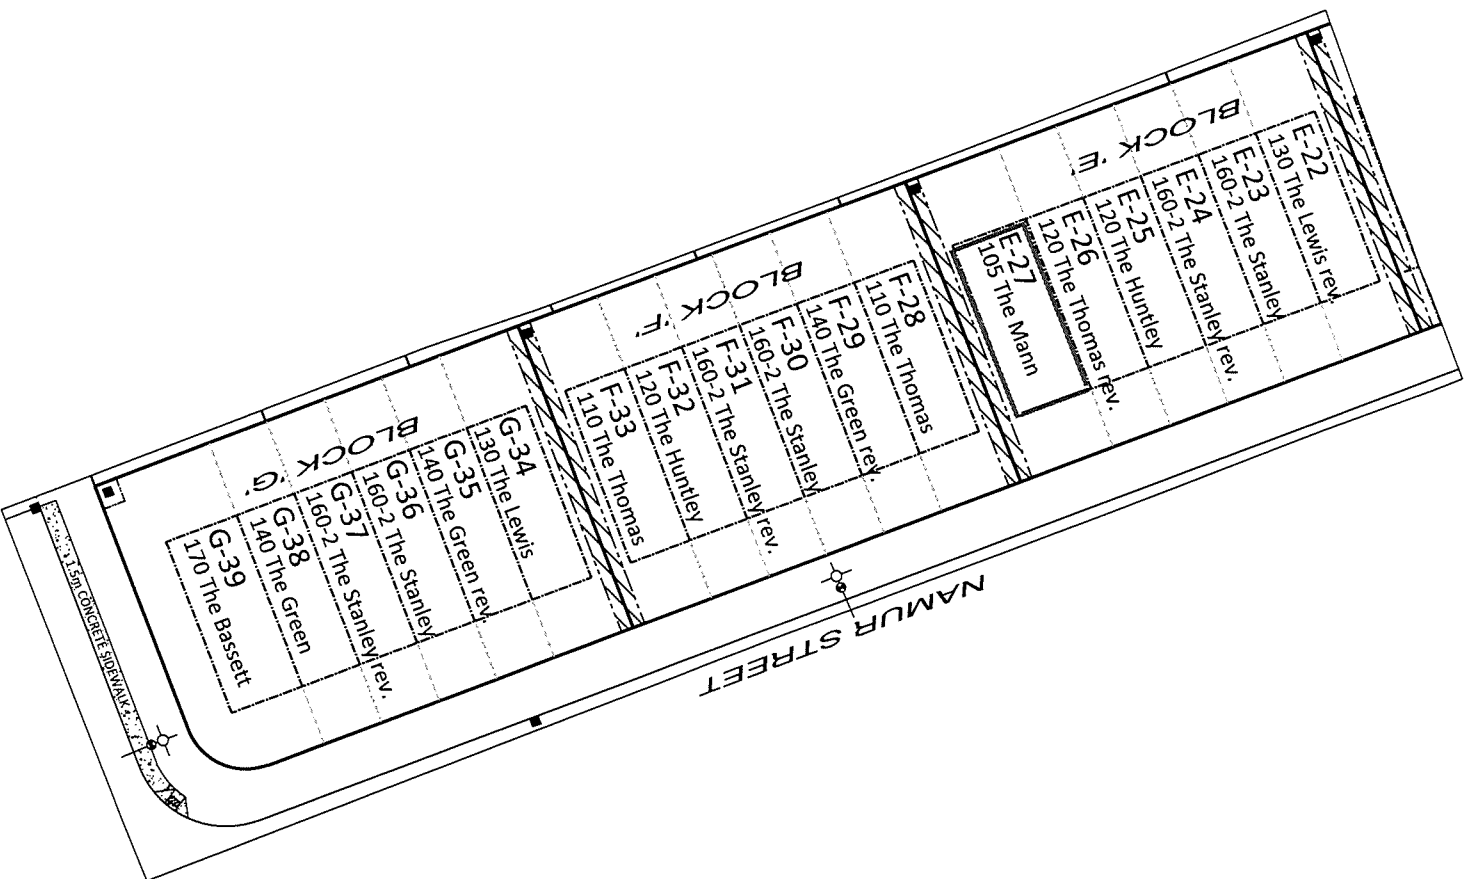 BLOCK 'E'
E-22
130 The Lewis rev.
E-23
160-2 The Stanley
E-24
160-2 The Stanley rev.
E-25
120 The Huntley
E-26
120 The Thomas rev.
E-27
105 The Mann
BLOCK 'F'
F-28
110 The Thomas
F-29
140 The Green rev.
F-30
160-2 The Stanley
F-31
160-2 The Stanley rev.
F-32
120 The Huntley
F-33
110 The Thomas
BLOCK 'G'
G-34
130 The Lewis
G-35
140 The Green rev.
G-36
160-2 The Stanley
G-37
160-2 The Stanley rev.
G-38
140 The Green
G-39
170 The Bassett
1.5m CONCRETE SIDEWALK
NAMUR STREET